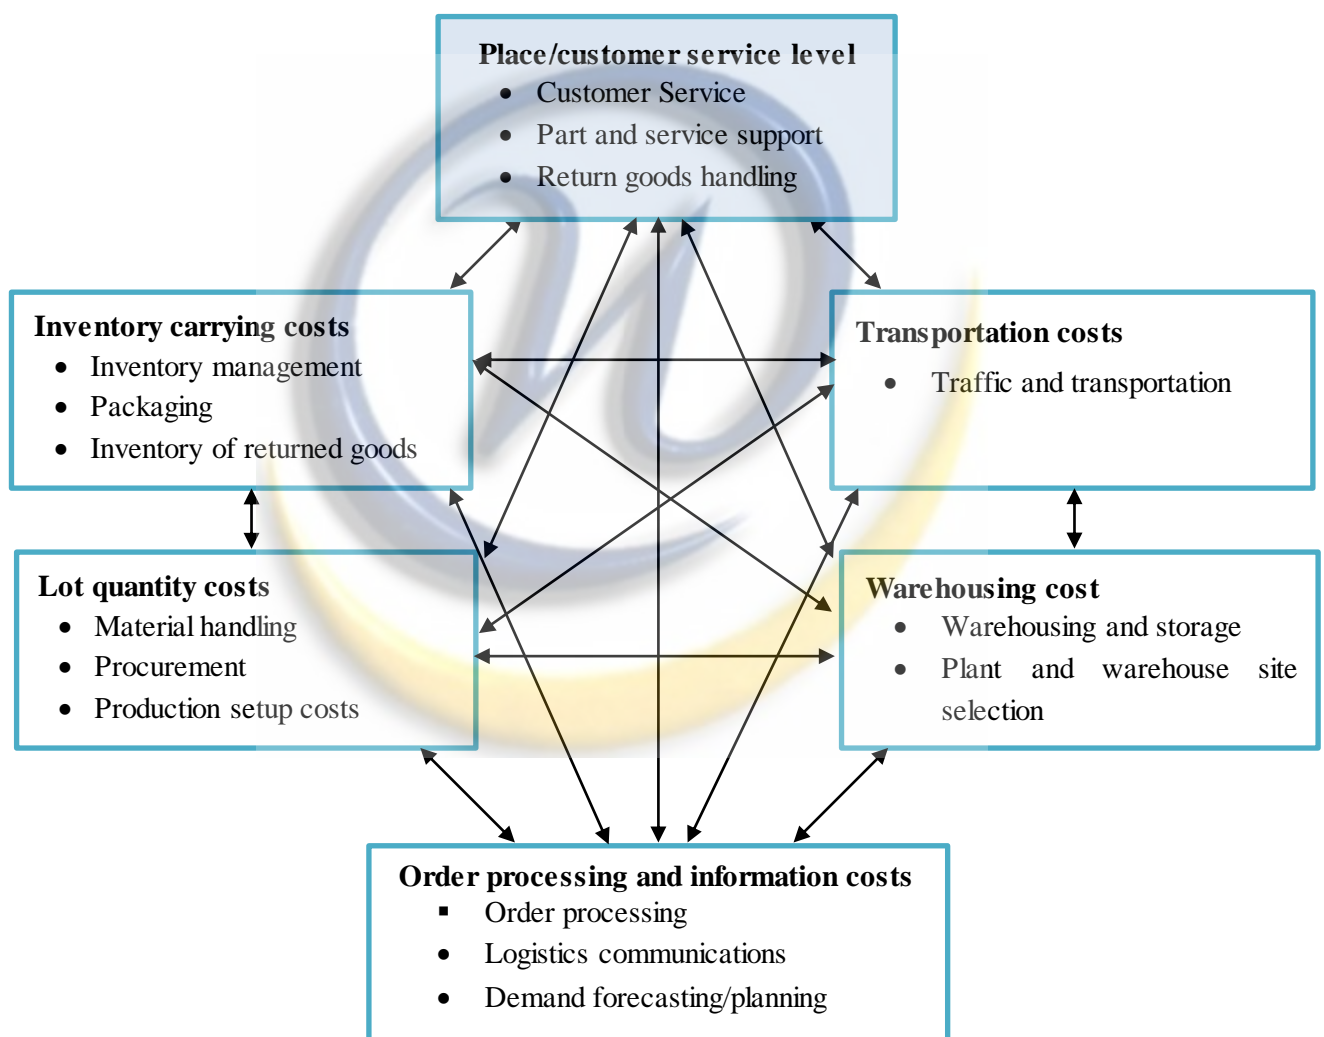 Place/customer service level
• Customer Service
• Part and service support
• Return goods handling
Inventory carrying costs
• Inventory management
• Packaging
• Inventory of returned goods
Transportation costs
• Traffic and transportation
Lot quantity costs
• Material handling
• Procurement
• Production setup costs
Warehousing cost
• Warehousing and storage
• Plant and warehouse site
selection
Order processing and information costs
▪ Order processing
• Logistics communications
• Demand forecasting/planning